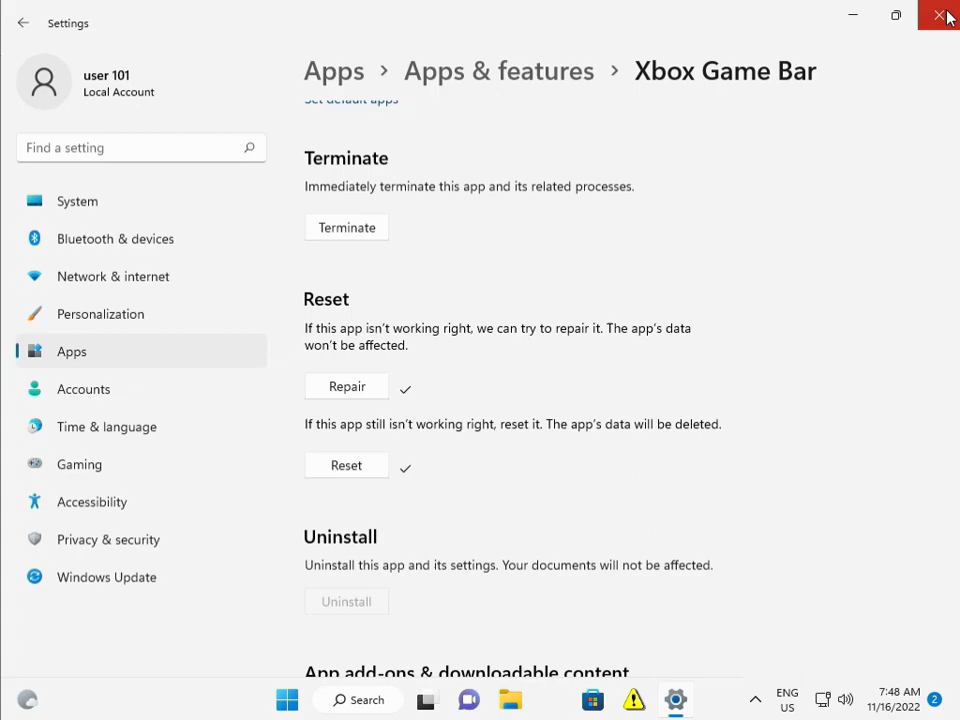 Settings
user 101
Local Account
Find a setting
System
Bluetooth & devices
Network & internet
Personalization
Apps
Accounts
Time & language
Gaming
Accessibility
Privacy & security
Windows Update
Apps > Apps & features > Xbox Game Bar
Set default apps
Terminate
Immediately terminate this app and its related processes.
Terminate
Reset
If this app isn't working right, we can try to repair it. The app's data
won't be affected.
Repair
If this app still isn't working right, reset it. The app's data will be deleted.
Reset
Uninstall
Uninstall this app and its settings. Your documents will not be affected.
Uninstall
App add-ons & downloadable content
Search
ENG
US
7:48 AM
11/16/2022
2